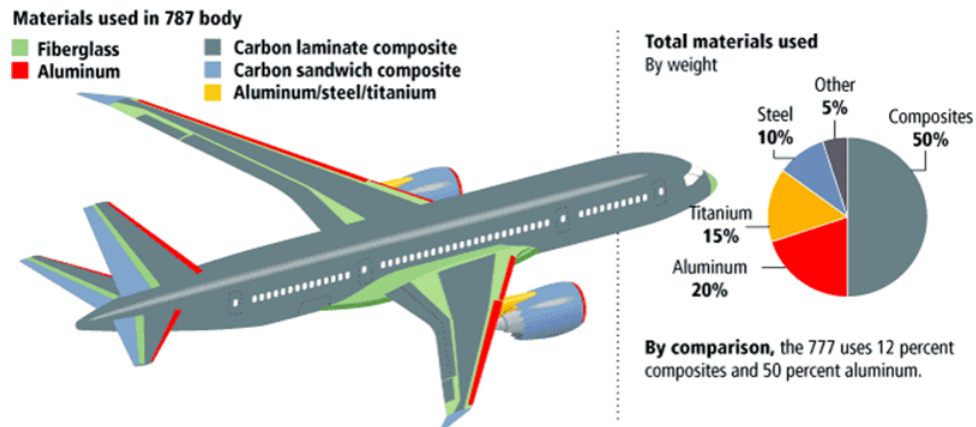 Materials used in 787 body
Fiberglass
Aluminum
Carbon laminate composite
Carbon sandwich composite
Aluminum/steel/titanium
Total materials used
By weight
Other
5%
Steel
10%
Composites
50%
Titanium
15%
Aluminum
20%
By comparison, the 777 uses 12 percent
composites and 50 percent aluminum.